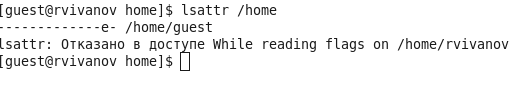 [guest@rvivanov home]$ lsattr /home
-------------e- /home/guest
lsattr: Отказано в доступе While reading flags on /home/rvivanov
[guest@rvivanov home]$